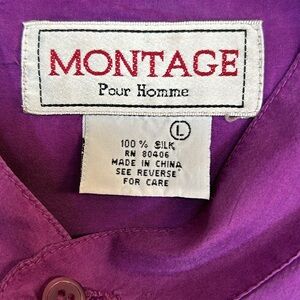 MONTAGE
Pour Homme
L
100% SILK
RN 80406
MADE IN CHINA
SEE REVERSE
FOR CARE